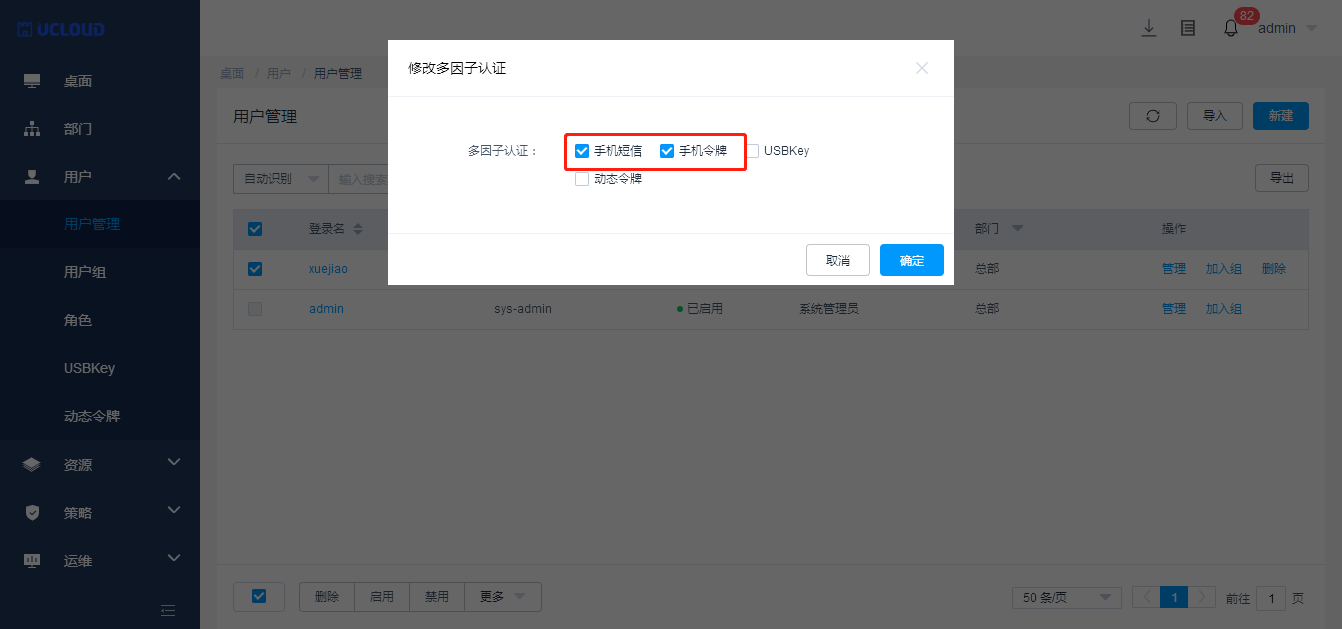 UCLOUD
82
admin
桌面
部门
用户
用户管理
用户组
角色
USBKey
动态令牌
资源
策略
运维
桌面 / 用户 / 用户管理
用户管理
导入
新建
自动识别
输入搜索
导出
登录名
部门
操作
xuejiao
总部
管理 加入组 删除
admin
sys-admin
已启用
系统管理员
总部
管理 加入组
修改多因子认证
多因子认证：
手机短信
手机令牌
USBKey
动态令牌
取消
确定
删除
启用
禁用
更多
50 条/页
1
前往 1 页